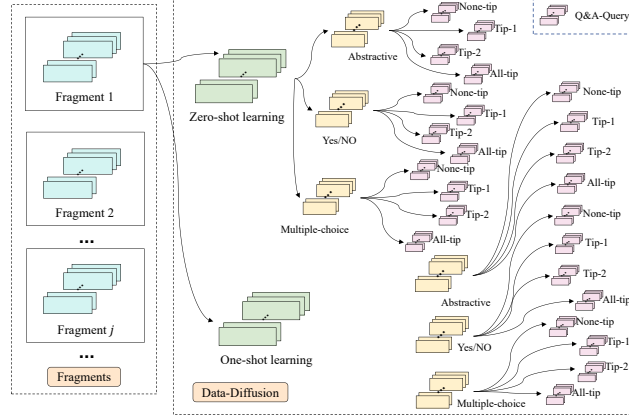 Fragment 1
Fragment 2
...
Fragment j
...
Fragments
Zero-shot learning
One-shot learning
Data-Diffusion
Abstractive
Yes/NO
Multiple-choice
None-tip
Tip-1
Tip-2
All-tip
None-tip
Tip-1
Tip-2
All-tip
None-tip
Tip-1
Tip-2
All-tip
Abstractive
Yes/NO
Multiple-choice
None-tip
Tip-1
Tip-2
All-tip
None-tip
Tip-1
Tip-2
All-tip
None-tip
Tip-1
Tip-2
All-tip
Q&A-Query